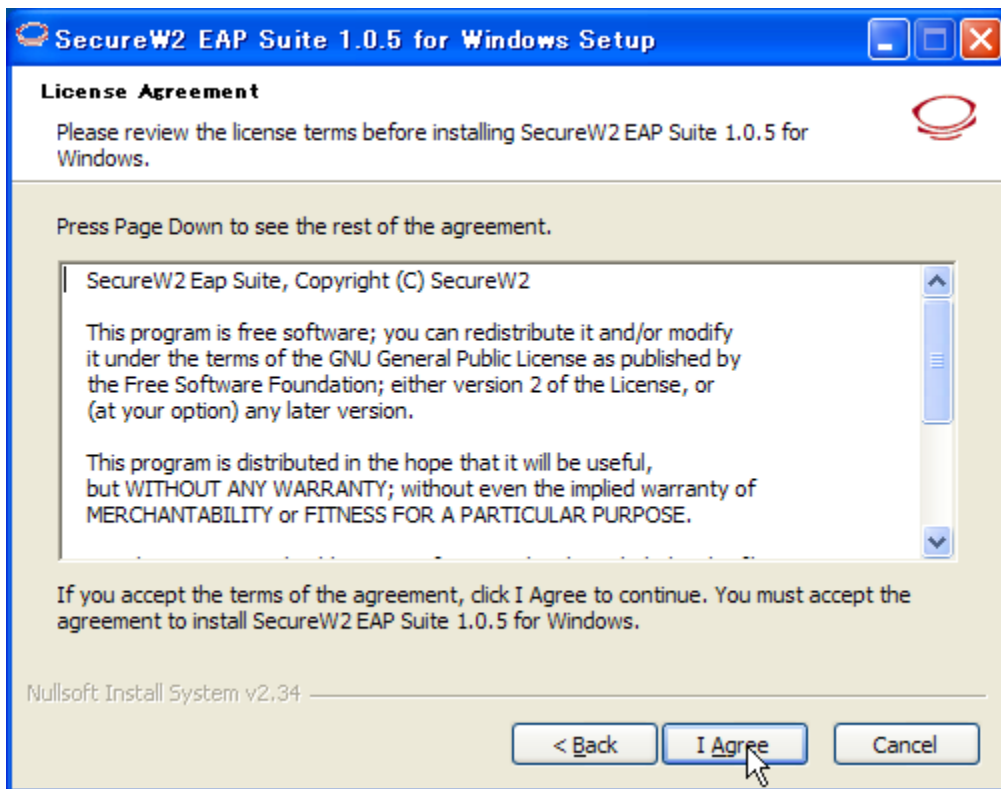 SecureW2 EAP Suite 1.0.5 for Windows Setup
License Agreement
Please review the license terms before installing SecureW2 EAP Suite 1.0.5 for
Windows.
Press Page Down to see the rest of the agreement.
SecureW2 Eap Suite, Copyright (C) SecureW2
This program is free software; you can redistribute it and/or modify
it under the terms of the GNU General Public License as published by
the Free Software Foundation; either version 2 of the License, or
(at your option) any later version.
This program is distributed in the hope that it will be useful,
but WITHOUT ANY WARRANTY; without even the implied warranty of
MERCHANTABILITY or FITNESS FOR A PARTICULAR PURPOSE.
If you accept the terms of the agreement, click I Agree to continue. You must accept the
agreement to install SecureW2 EAP Suite 1.0.5 for Windows.
Nullsoft Install System v2.34
< Back I Agree Cancel